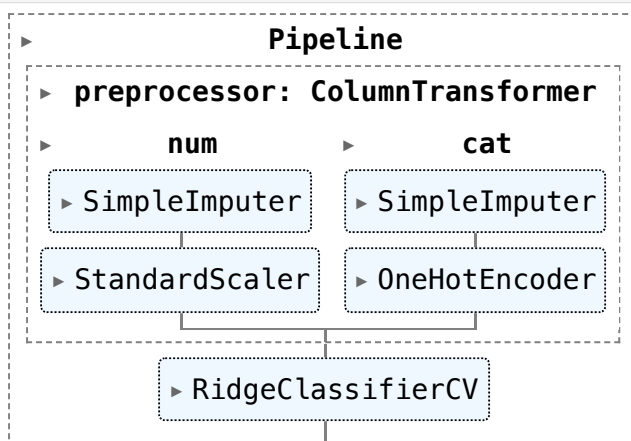 Pipeline
preprocessor: ColumnTransformer
num cat
SimpleImputer SimpleImputer
StandardScaler OneHotEncoder
RidgeClassifierCV